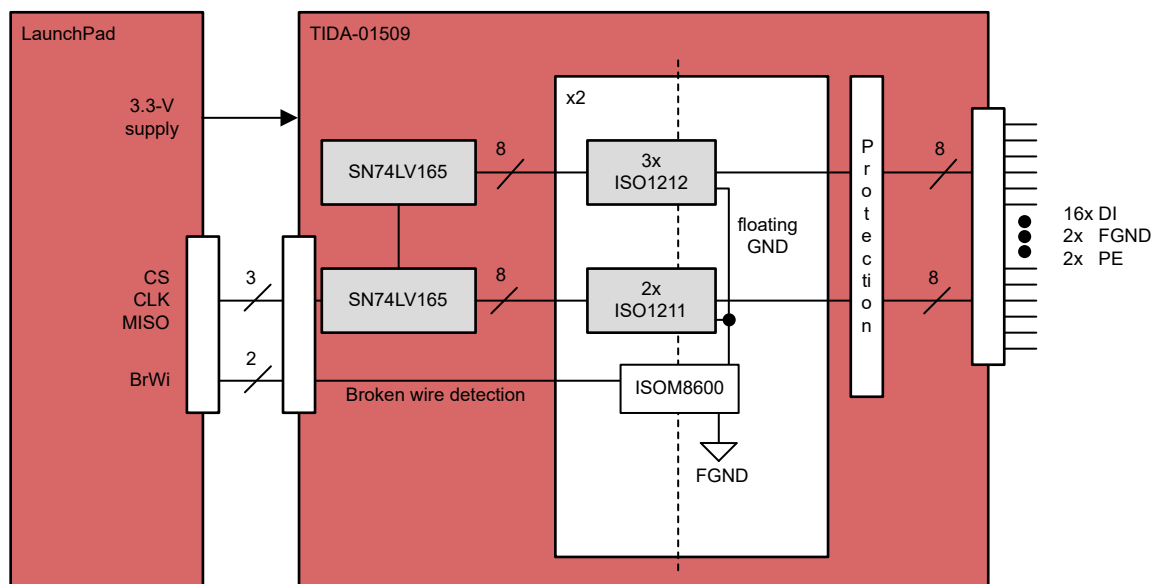 LaunchPad
TIDA-01509
3.3-V
supply
x2
SN74LV165
8
3x
ISO1212
Protection
8
floating
GND
16x DI
2x FGND
2x PE
CS
CLK
MISO
3
SN74LV165
8
2x
ISO1211
8
BrWi
2
Broken wire detection
ISOM8600
FGND